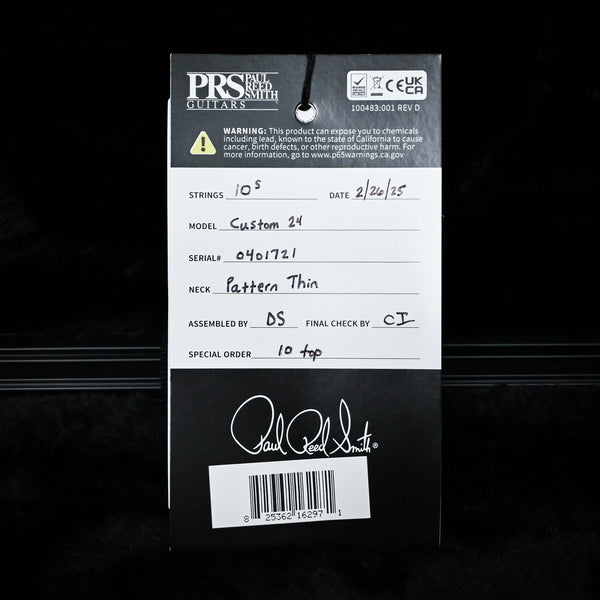 PRS PAUL REED SMITH
GUITARS
CE UK CA
100483:001 REV D
WARNING: This product can expose you to chemicals
including lead, known to the state of California to cause
cancer, birth defects, or other reproductive harm. For
more information, go to www.p65warnings.ca.gov
STRINGS 10s DATE 2/26/25
MODEL Custom 24
SERIAL# 0401721
NECK Pattern Thin
ASSEMBLED BY DS FINAL CHECK BY CI
SPECIAL ORDER 10 top
Paul Reed Smith®
8 25362 16297 1